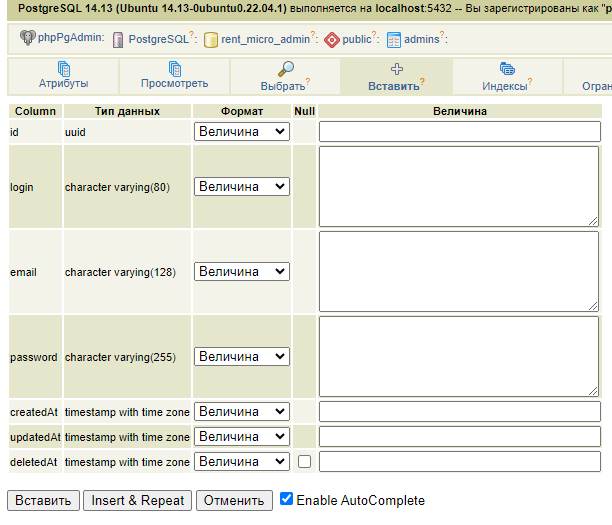 PostgreSQL 14.13 (Ubuntu 14.13-0ubuntu0.22.04.1) выполняется на localhost:5432 -- Вы зарегистрированы как "p
phpPgAdmin: PostgreSQL?: rent_micro_admin?: public?: admins?:
Атрибуты Просмотреть Выбрать? Вставить? Индексы? Огран
Column Тип данных Формат Null Величина
id uuid Величина
login character varying(80) Величина
email character varying(128) Величина
password character varying(255) Величина
createdAt timestamp with time zone Величина
updatedAt timestamp with time zone Величина
deletedAt timestamp with time zone Величина
Вставить Insert & Repeat Отменить Enable AutoComplete